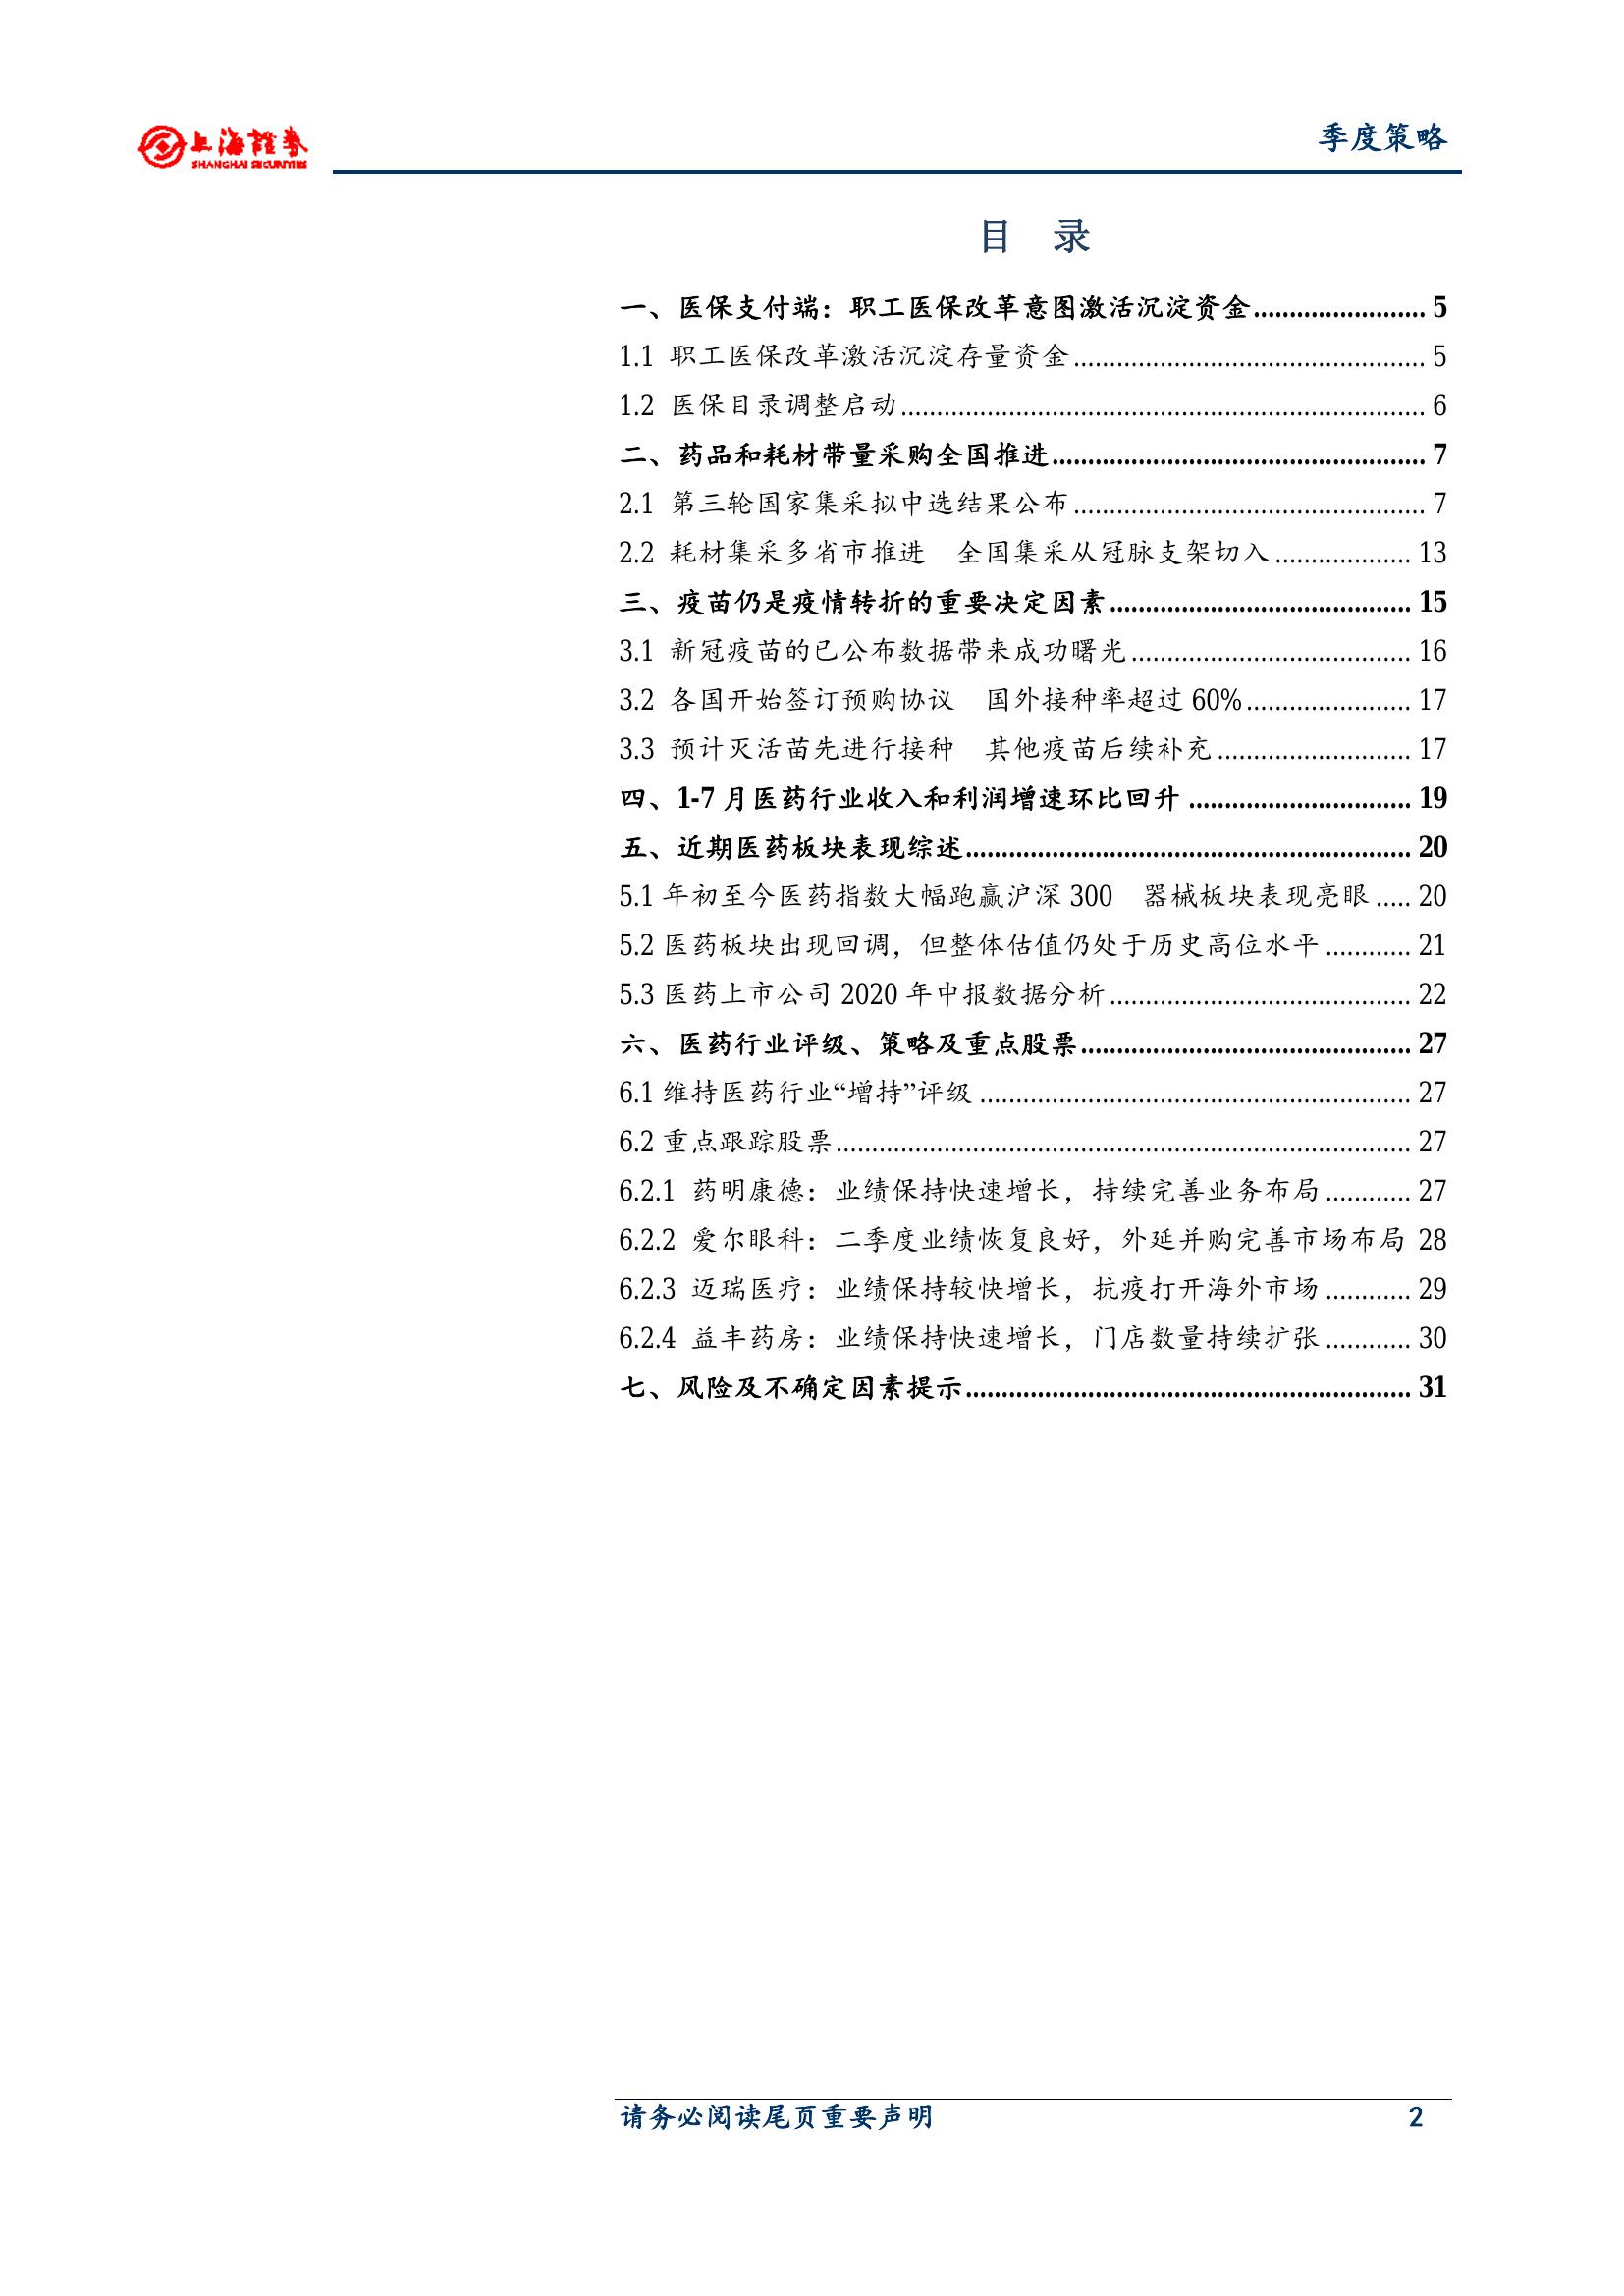 上海證券
SHANGHAI SECURITIES
季度策略
目 录
一、医保支付端：职工医保改革意图激活沉淀资金........................ 5
1.1 职工医保改革激活沉淀存量资金................................................. 5
1.2 医保目录调整启动......................................................................... 6
二、药品和耗材带量采购全国推进.................................................... 7
2.1 第三轮国家集采拟中选结果公布................................................. 7
2.2 耗材集采多省市推进 全国集采从冠脉支架切入................... 13
三、疫苗仍是疫情转折的重要决定因素.......................................... 15
3.1 新冠疫苗的已公布数据带来成功曙光....................................... 16
3.2 各国开始签订预购协议 国外接种率超过 60%....................... 17
3.3 预计灭活苗先进行接种 其他疫苗后续补充........................... 17
四、1-7 月医药行业收入和利润增速环比回升 ............................... 19
五、近期医药板块表现综述.............................................................. 20
5.1 年初至今医药指数大幅跑赢沪深 300 器械板块表现亮眼..... 20
5.2 医药板块出现回调，但整体估值仍处于历史高位水平............ 21
5.3 医药上市公司 2020 年中报数据分析.......................................... 22
六、医药行业评级、策略及重点股票.............................................. 27
6.1 维持医药行业“增持”评级 ............................................................ 27
6.2 重点跟踪股票................................................................................ 27
6.2.1 药明康德：业绩保持快速增长，持续完善业务布局............ 27
6.2.2 爱尔眼科：二季度业绩恢复良好，外延并购完善市场布局 28
6.2.3 迈瑞医疗：业绩保持较快增长，抗疫打开海外市场............ 29
6.2.4 益丰药房：业绩保持快速增长，门店数量持续扩张............ 30
七、风险及不确定因素提示.............................................................. 31
请务必阅读尾页重要声明 2